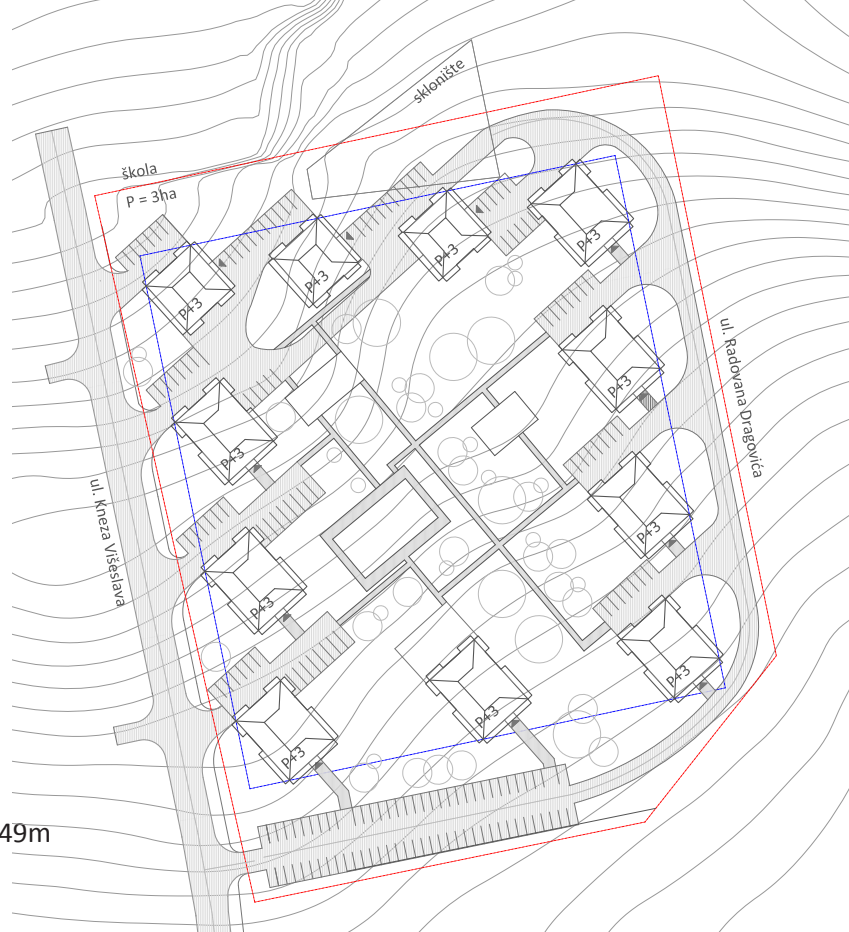 sklonište
škola
P = 3ha
P+3
P+3
P+3
P+3
P+3
P+3
P+3
P+3
P+3
P+3
P+3
P+3
ul. Radovana Dragovića
ul. Kneza Višeslava
49m